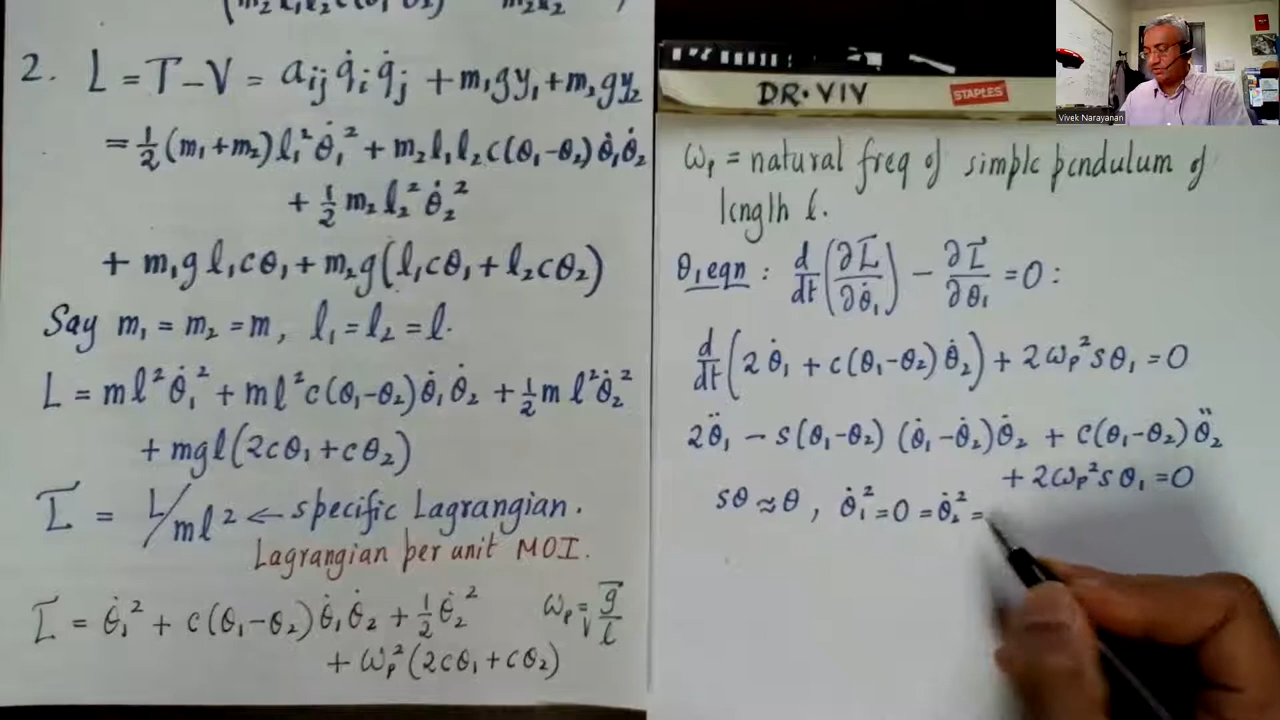 2. L = T - V = a_ij q̇_i q̇_j + m₁gy₁ + m₂gy₂
= ½(m₁+m₂)l₁²θ̇₁² + m₂l₁l₂c(θ₁-θ₂)θ̇₁θ̇₂
+ ½ m₂l₂²θ̇₂²
+ m₁gl₁cθ₁ + m₂g(l₁cθ₁ + l₂cθ₂)
Say m₁ = m₂ = m, l₁ = l₂ = l.
L = ml²θ̇₁² + ml²c(θ₁-θ₂)θ̇₁θ̇₂ + ½ml²θ̇₂²
+ mgl(2cθ₁ + cθ₂)
L̅ = L/ml² ← specific Lagrangian.
Lagrangian per unit MOI.
L̅ = θ̇₁² + c(θ₁-θ₂)θ̇₁θ̇₂ + ½θ̇₂² ω_p = √g/l
+ ω_p²(2cθ₁ + cθ₂)
DR·VIV
STAPLES
Vivek Narayanan
ω_p = natural freq of simple pendulum of
length l.
θ₁ eqn : d/dt(∂L̅/∂θ̇₁) - ∂L̅/∂θ₁ = 0 :
d/dt(2θ̇₁ + c(θ₁-θ₂)θ̇₂) + 2ω_p²sθ₁ = 0
2θ̈₁ - s(θ₁-θ₂)(θ̇₁-θ̇₂)θ̇₂ + c(θ₁-θ₂)θ̈₂
+ 2ω_p²sθ₁ = 0
sθ ≈ θ, θ̇₁² = 0 = θ̇₂² =